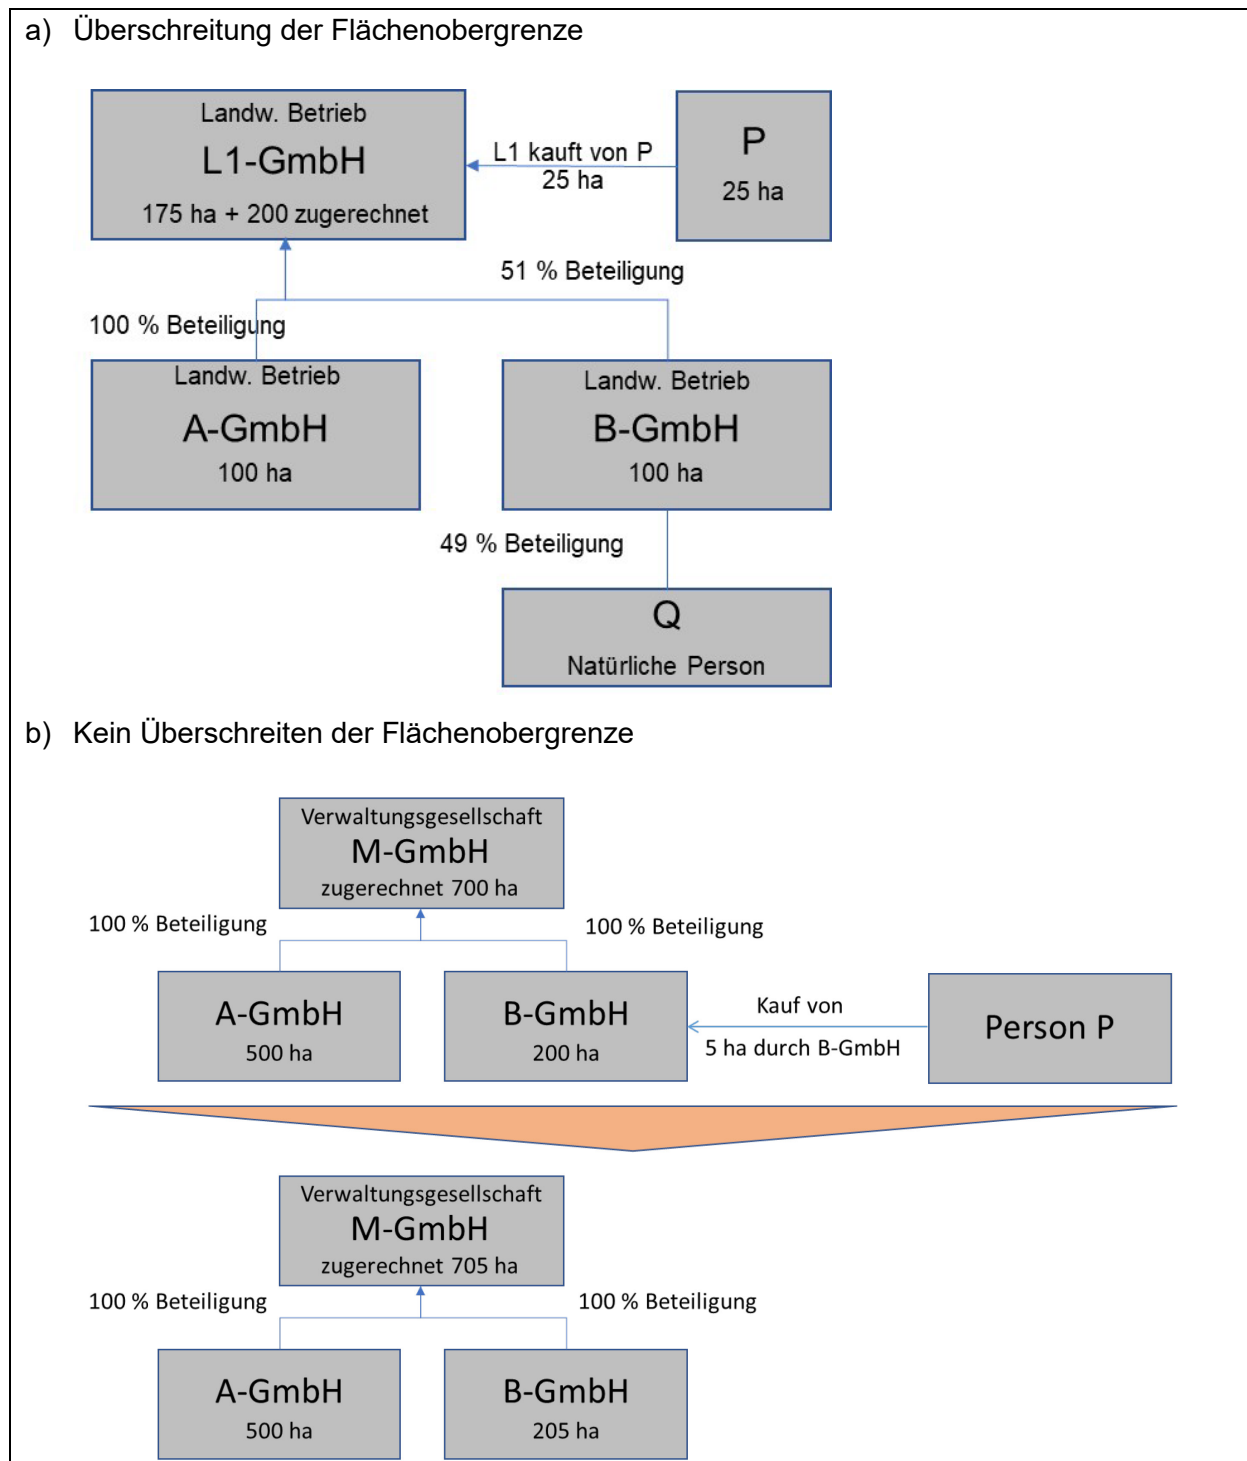 a) Überschreitung der Flächenobergrenze
Landw. Betrieb
L1-GmbH
175 ha + 200 zugerechnet
L1 kauft von P
25 ha
P
25 ha
51 % Beteiligung
100 % Beteiligung
Landw. Betrieb
A-GmbH
100 ha
Landw. Betrieb
B-GmbH
100 ha
49 % Beteiligung
Q
Natürliche Person
b) Kein Überschreiten der Flächenobergrenze
Verwaltungsgesellschaft
M-GmbH
zugerechnet 700 ha
100 % Beteiligung
100 % Beteiligung
A-GmbH
500 ha
B-GmbH
200 ha
Kauf von
5 ha durch B-GmbH
Person P
Verwaltungsgesellschaft
M-GmbH
zugerechnet 705 ha
100 % Beteiligung
100 % Beteiligung
A-GmbH
500 ha
B-GmbH
205 ha